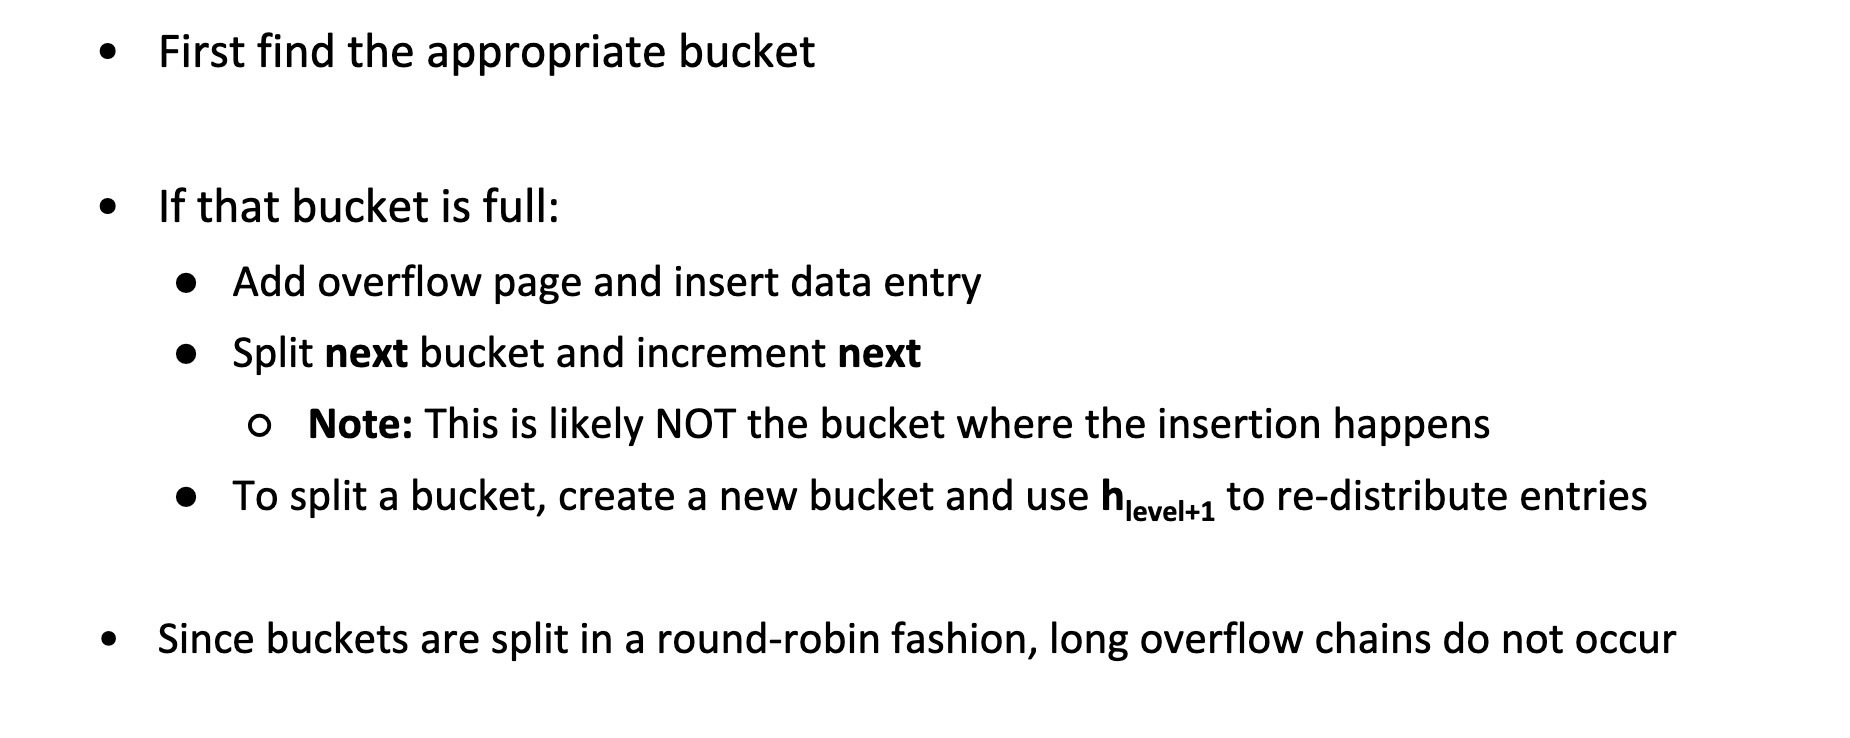 • First find the appropriate bucket
• If that bucket is full:
● Add overflow page and insert data entry
● Split next bucket and increment next
○ Note: This is likely NOT the bucket where the insertion happens
● To split a bucket, create a new bucket and use hlevel+1 to re-distribute entries
• Since buckets are split in a round-robin fashion, long overflow chains do not occur